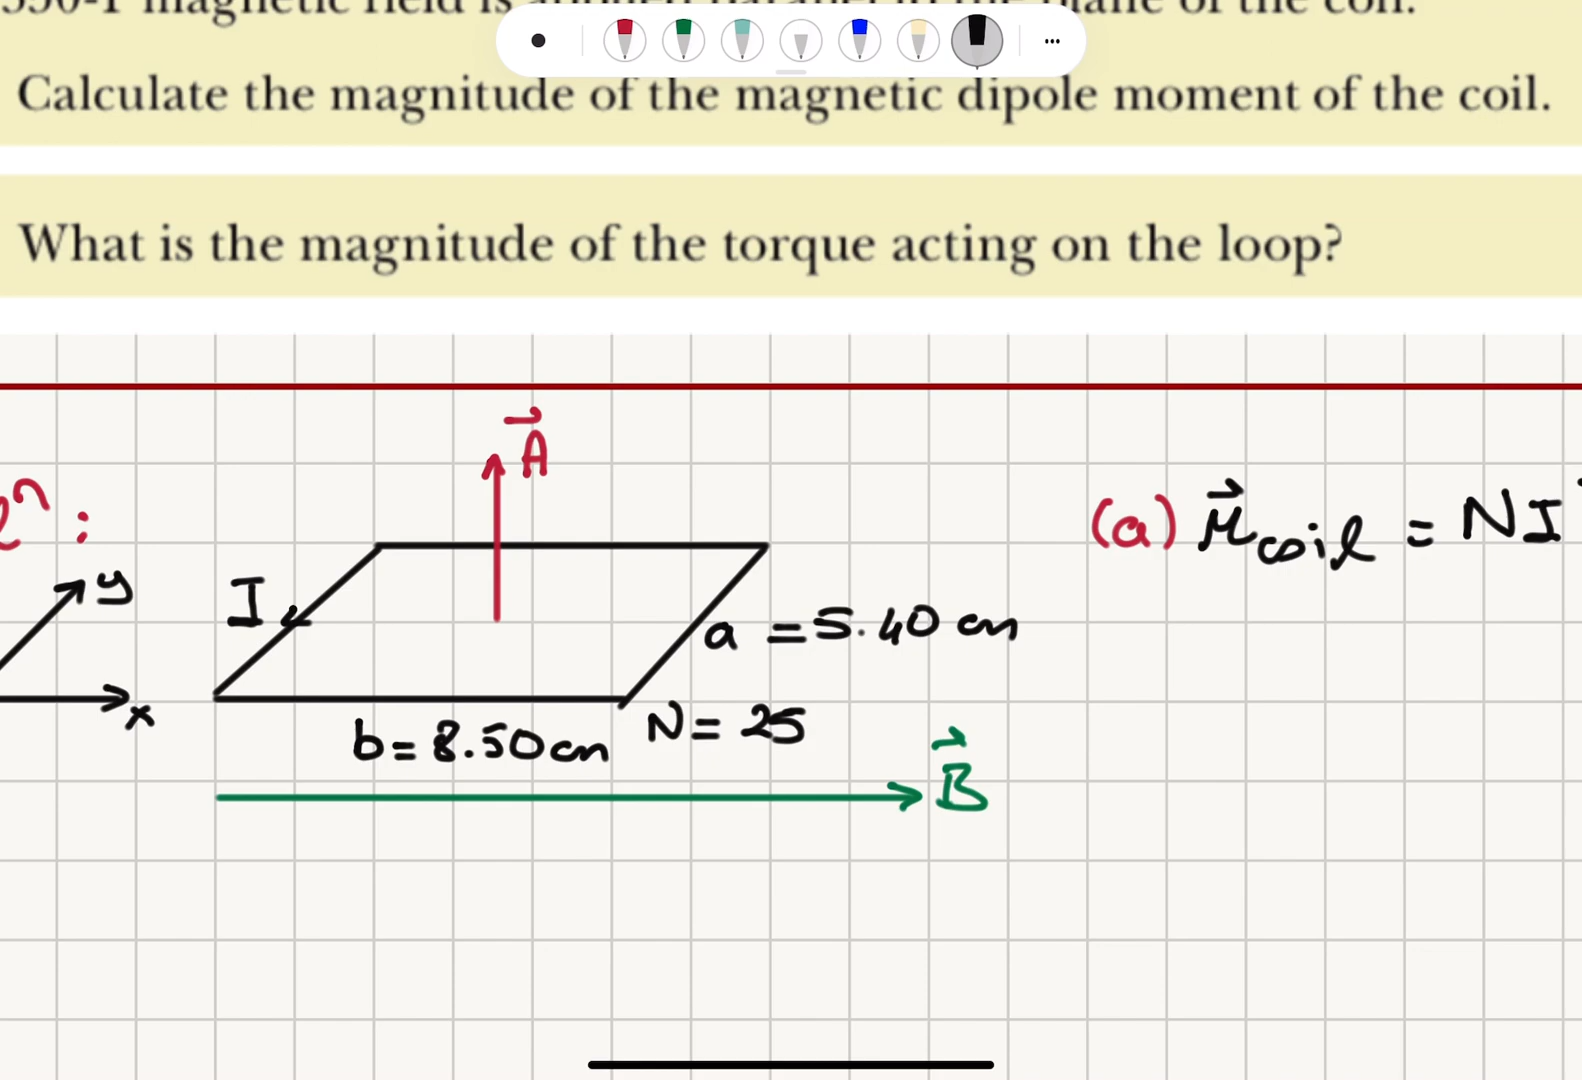 Calculate the magnitude of the magnetic dipole moment of the coil.
What is the magnitude of the torque acting on the loop?
A
y
I
a = 5.40 cm
x
b = 8.50 cm
N = 25
B
(a) μcoil = NI